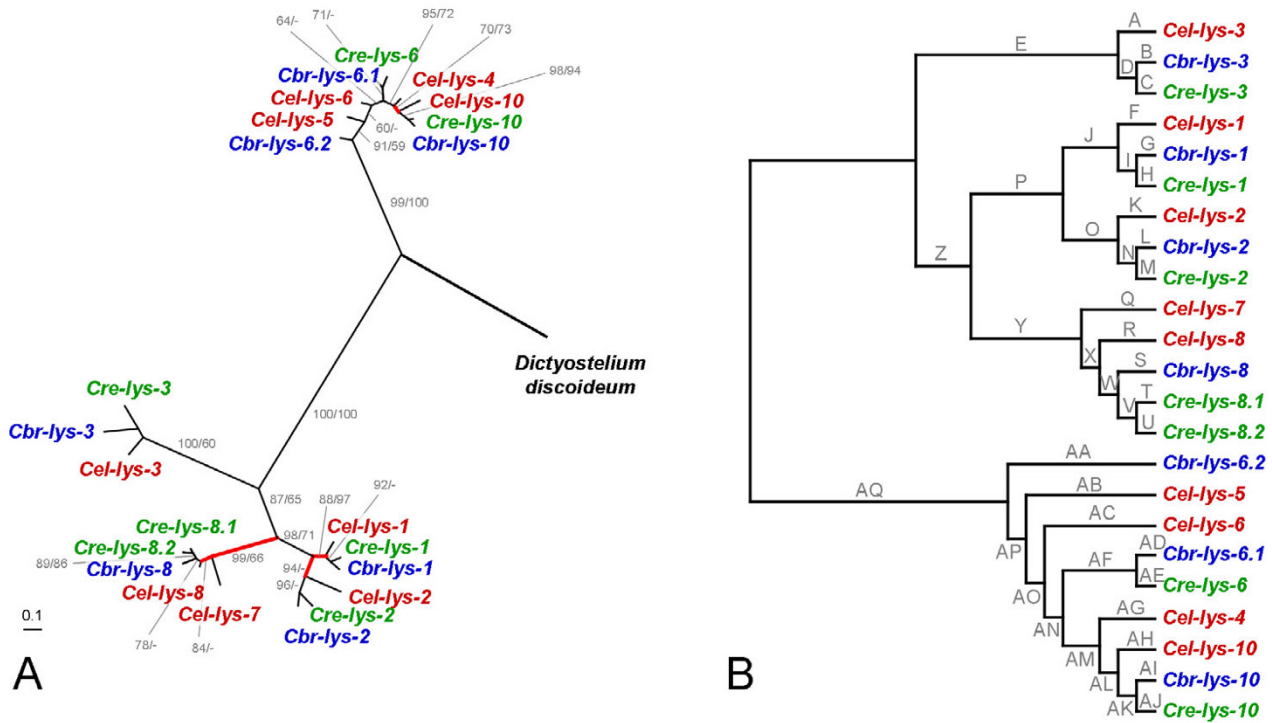 71/-
95/72
64/-
70/73
Cre-lys-6
98/94
Cbr-lys-6.1
Cel-lys-4
Cel-lys-6
Cel-lys-10
Cel-lys-5
Cre-lys-10
60/-
Cbr-lys-6.2
Cbr-lys-10
91/59
99/100
Dictyostelium
discoideum
100/100
Cre-lys-3
Cbr-lys-3
100/60
Cel-lys-3
87/65
88/97
92/-
Cre-lys-8.1
98/71
Cel-lys-1
Cre-lys-8.2
Cre-lys-1
89/86
Cbr-lys-8
99/66
94/-
Cbr-lys-1
Cel-lys-8
96/-
Cel-lys-2
Cel-lys-7
Cre-lys-2
0.1
Cbr-lys-2
78/-
84/-
A
A
Cel-lys-3
E
B
Cbr-lys-3
D
C
Cre-lys-3
F
Cel-lys-1
J
G
Cbr-lys-1
I
H
Cre-lys-1
P
K
Cel-lys-2
O
L
Cbr-lys-2
N
M
Cre-lys-2
Z
Q
Cel-lys-7
Y
R
Cel-lys-8
X
S
Cbr-lys-8
W
T
Cre-lys-8.1
V
U
Cre-lys-8.2
AA
Cbr-lys-6.2
AQ
AB
Cel-lys-5
AC
Cel-lys-6
AP
AD
Cbr-lys-6.1
AF
AE
Cre-lys-6
AO
AG
Cel-lys-4
AN
AH
Cel-lys-10
AM
AI
Cbr-lys-10
AL
AJ
Cre-lys-10
AK
B